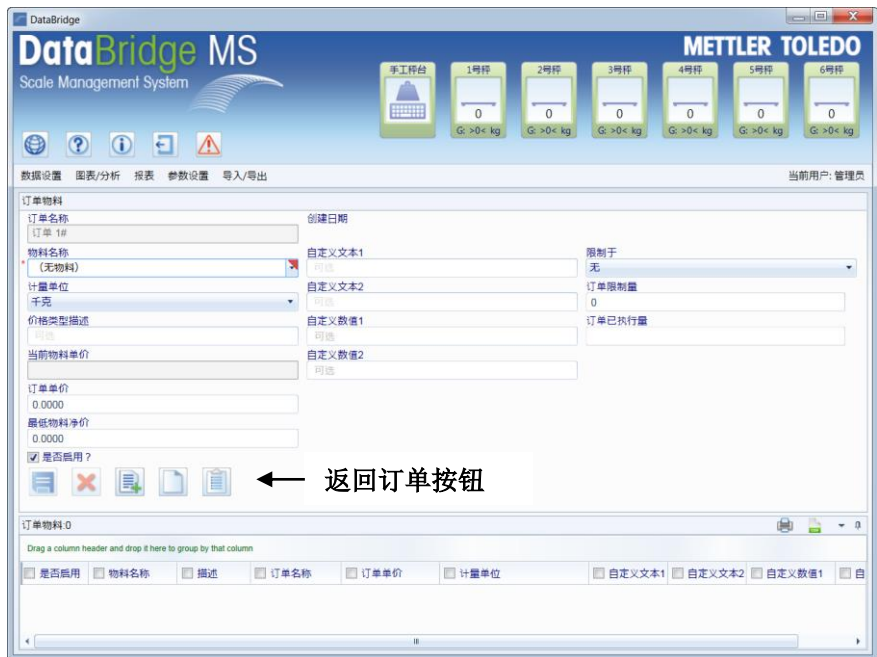 DataBridge
DataBridge MS
METTLER TOLEDO
Scale Management System
手工秤台 1号秤 2号秤 3号秤 4号秤 5号秤 6号秤
0 0 0 0 0 0
G: >0< kg G: >0< kg G: >0< kg G: >0< kg G: >0< kg G: >0< kg
数据设置 图表/分析 报表 参数设置 导入/导出 当前用户: 管理员
订单物料
订单名称 创建日期
订单 1#
物料名称 自定义文本1 限制于
* (无物料) 可选 无
计量单位 自定义文本2 订单限制量
千克 可选 0
价格类型描述 自定义数值1 订单已执行量
可选 可选
当前物料单价 自定义数值2
可选
订单单价
0.0000
最低物料净价
0.0000
是否启用？
返回订单按钮
订单物料:0
Drag a column header and drop it here to group by that column
是否启用 物料名称 描述 订单名称 订单单价 计量单位 自定义文本1 自定义文本2 自定义数值1 自